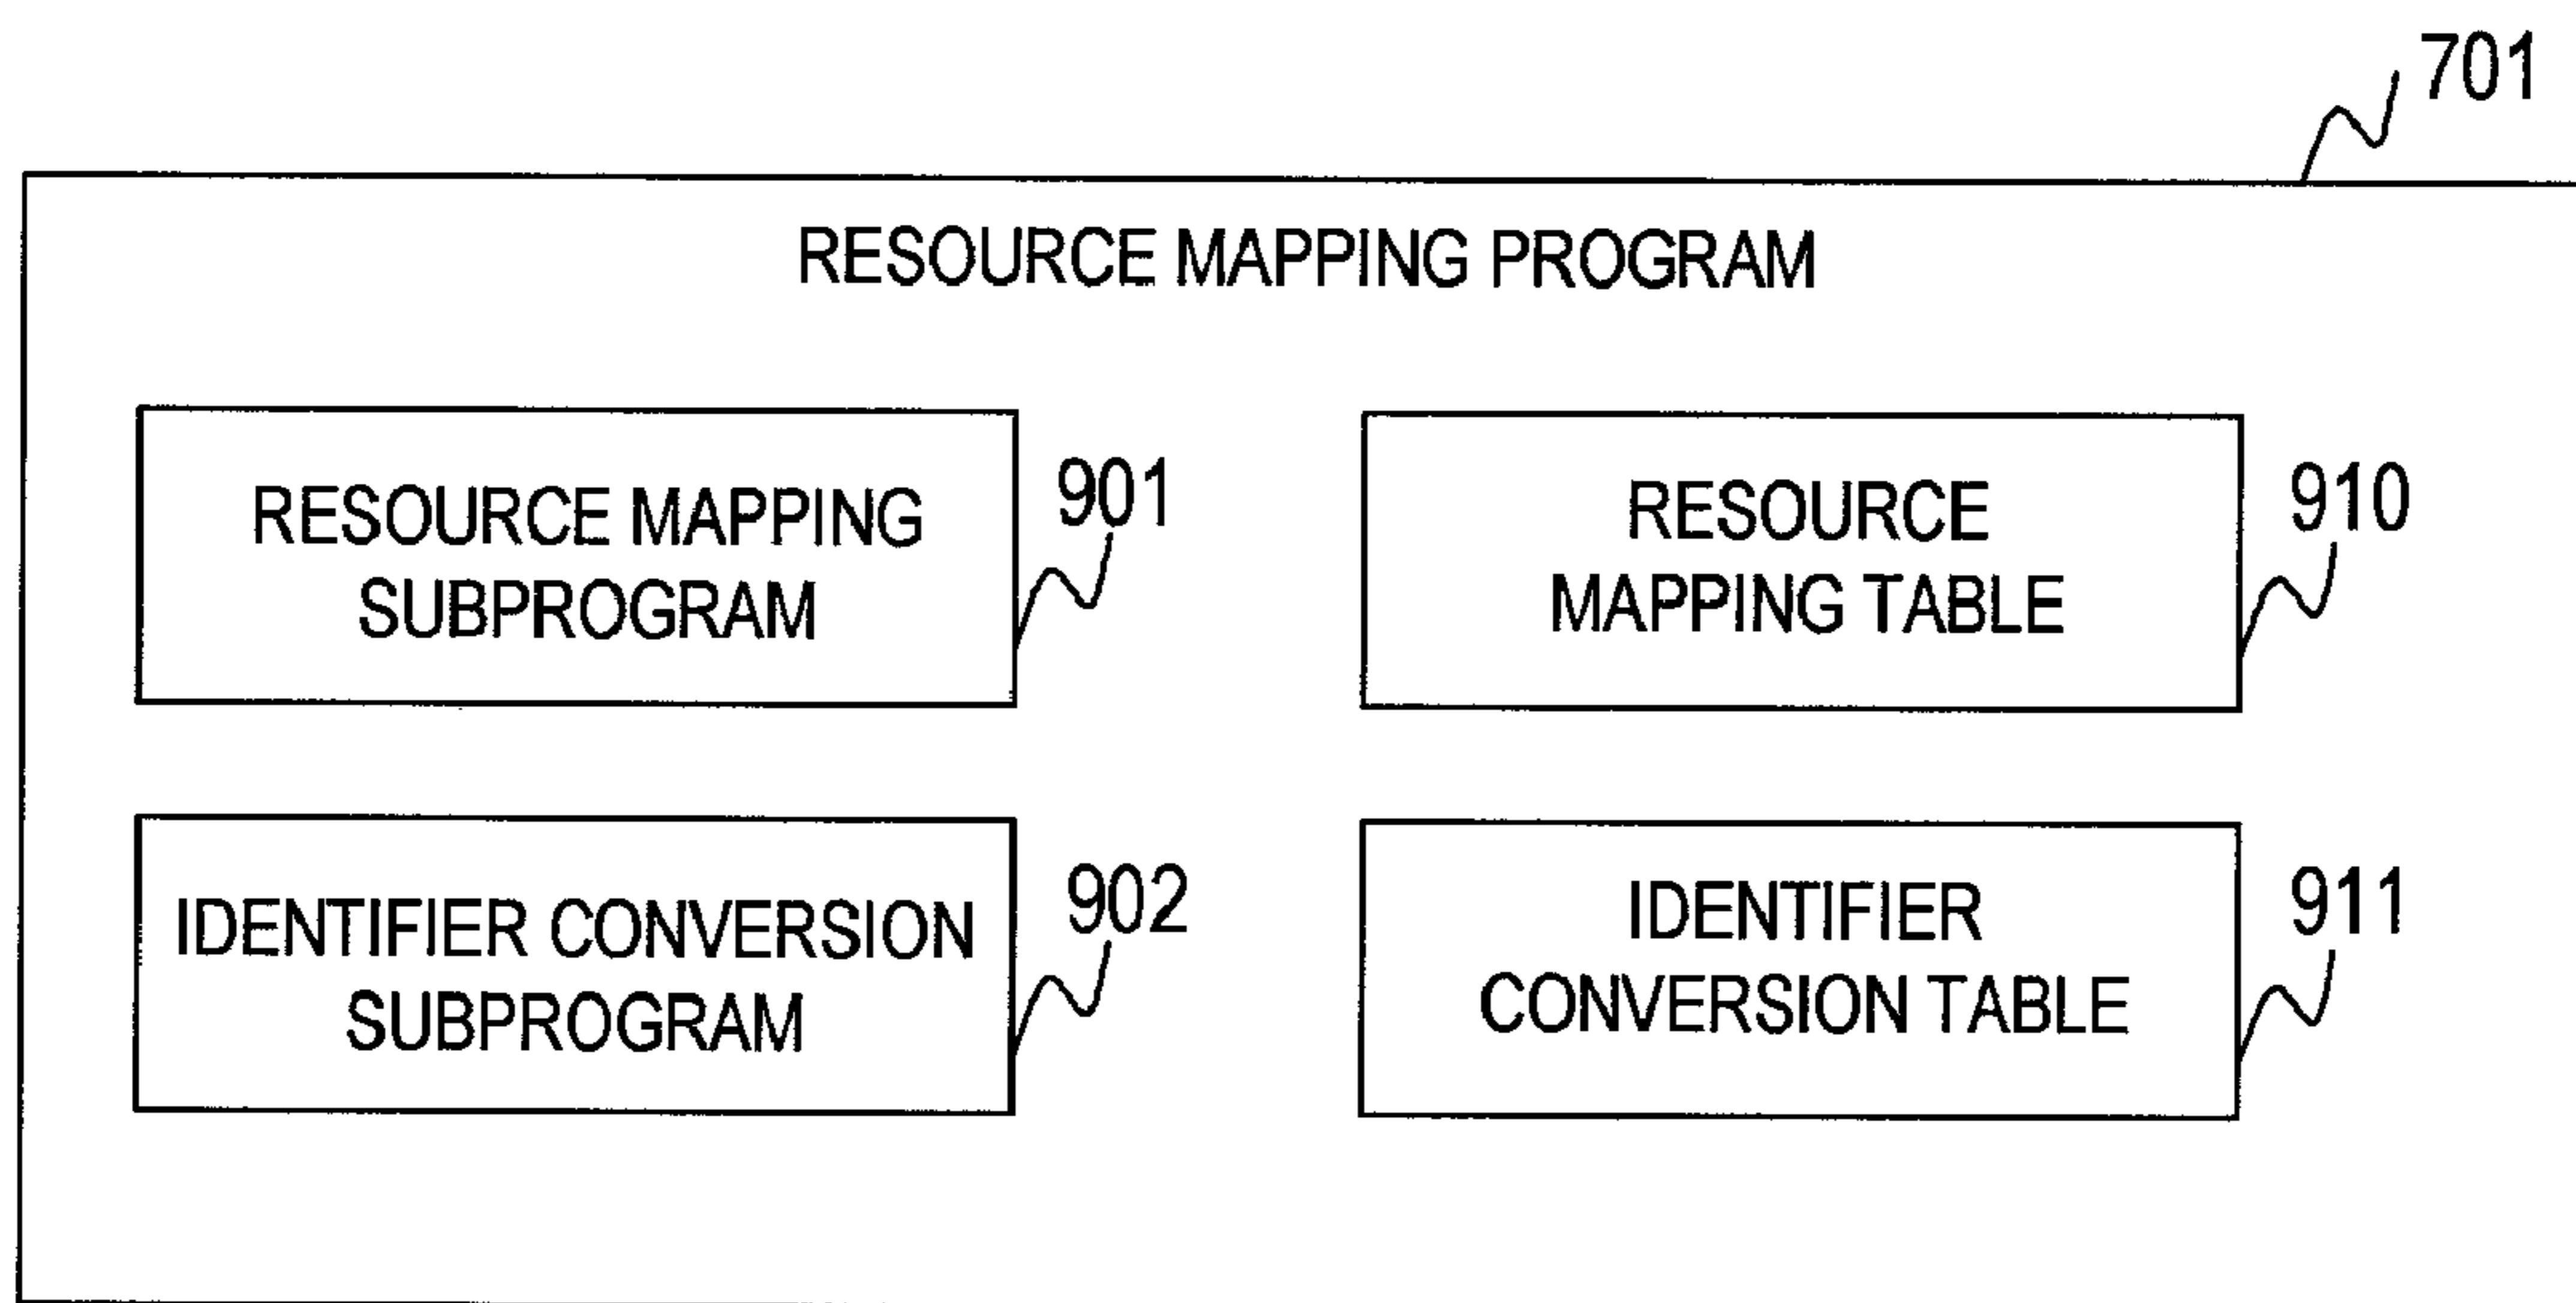 701
RESOURCE MAPPING PROGRAM
RESOURCE MAPPING
SUBPROGRAM
901
RESOURCE
MAPPING TABLE
910
IDENTIFIER CONVERSION
SUBPROGRAM
902
IDENTIFIER
CONVERSION TABLE
911